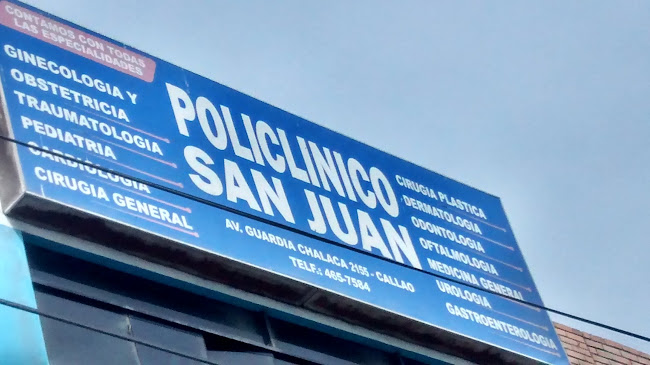 CONTAMOS CON TODAS
LAS ESPECIALIDADES
GINECOLOGIA Y
OBSTETRICIA
TRAUMATOLOGIA
PEDIATRIA
CARDIOLOGIA
CIRUGIA GENERAL
POLICLINICO
SAN JUAN
AV. GUARDIA CHALACA 2155 - CALLAO
TELF.: 465-7584
CIRUGIA PLASTICA
DERMATOLOGIA
ODONTOLOGIA
OFTALMOLOGIA
MEDICINA GENERAL
UROLOGIA
GASTROENTEROLOGIA